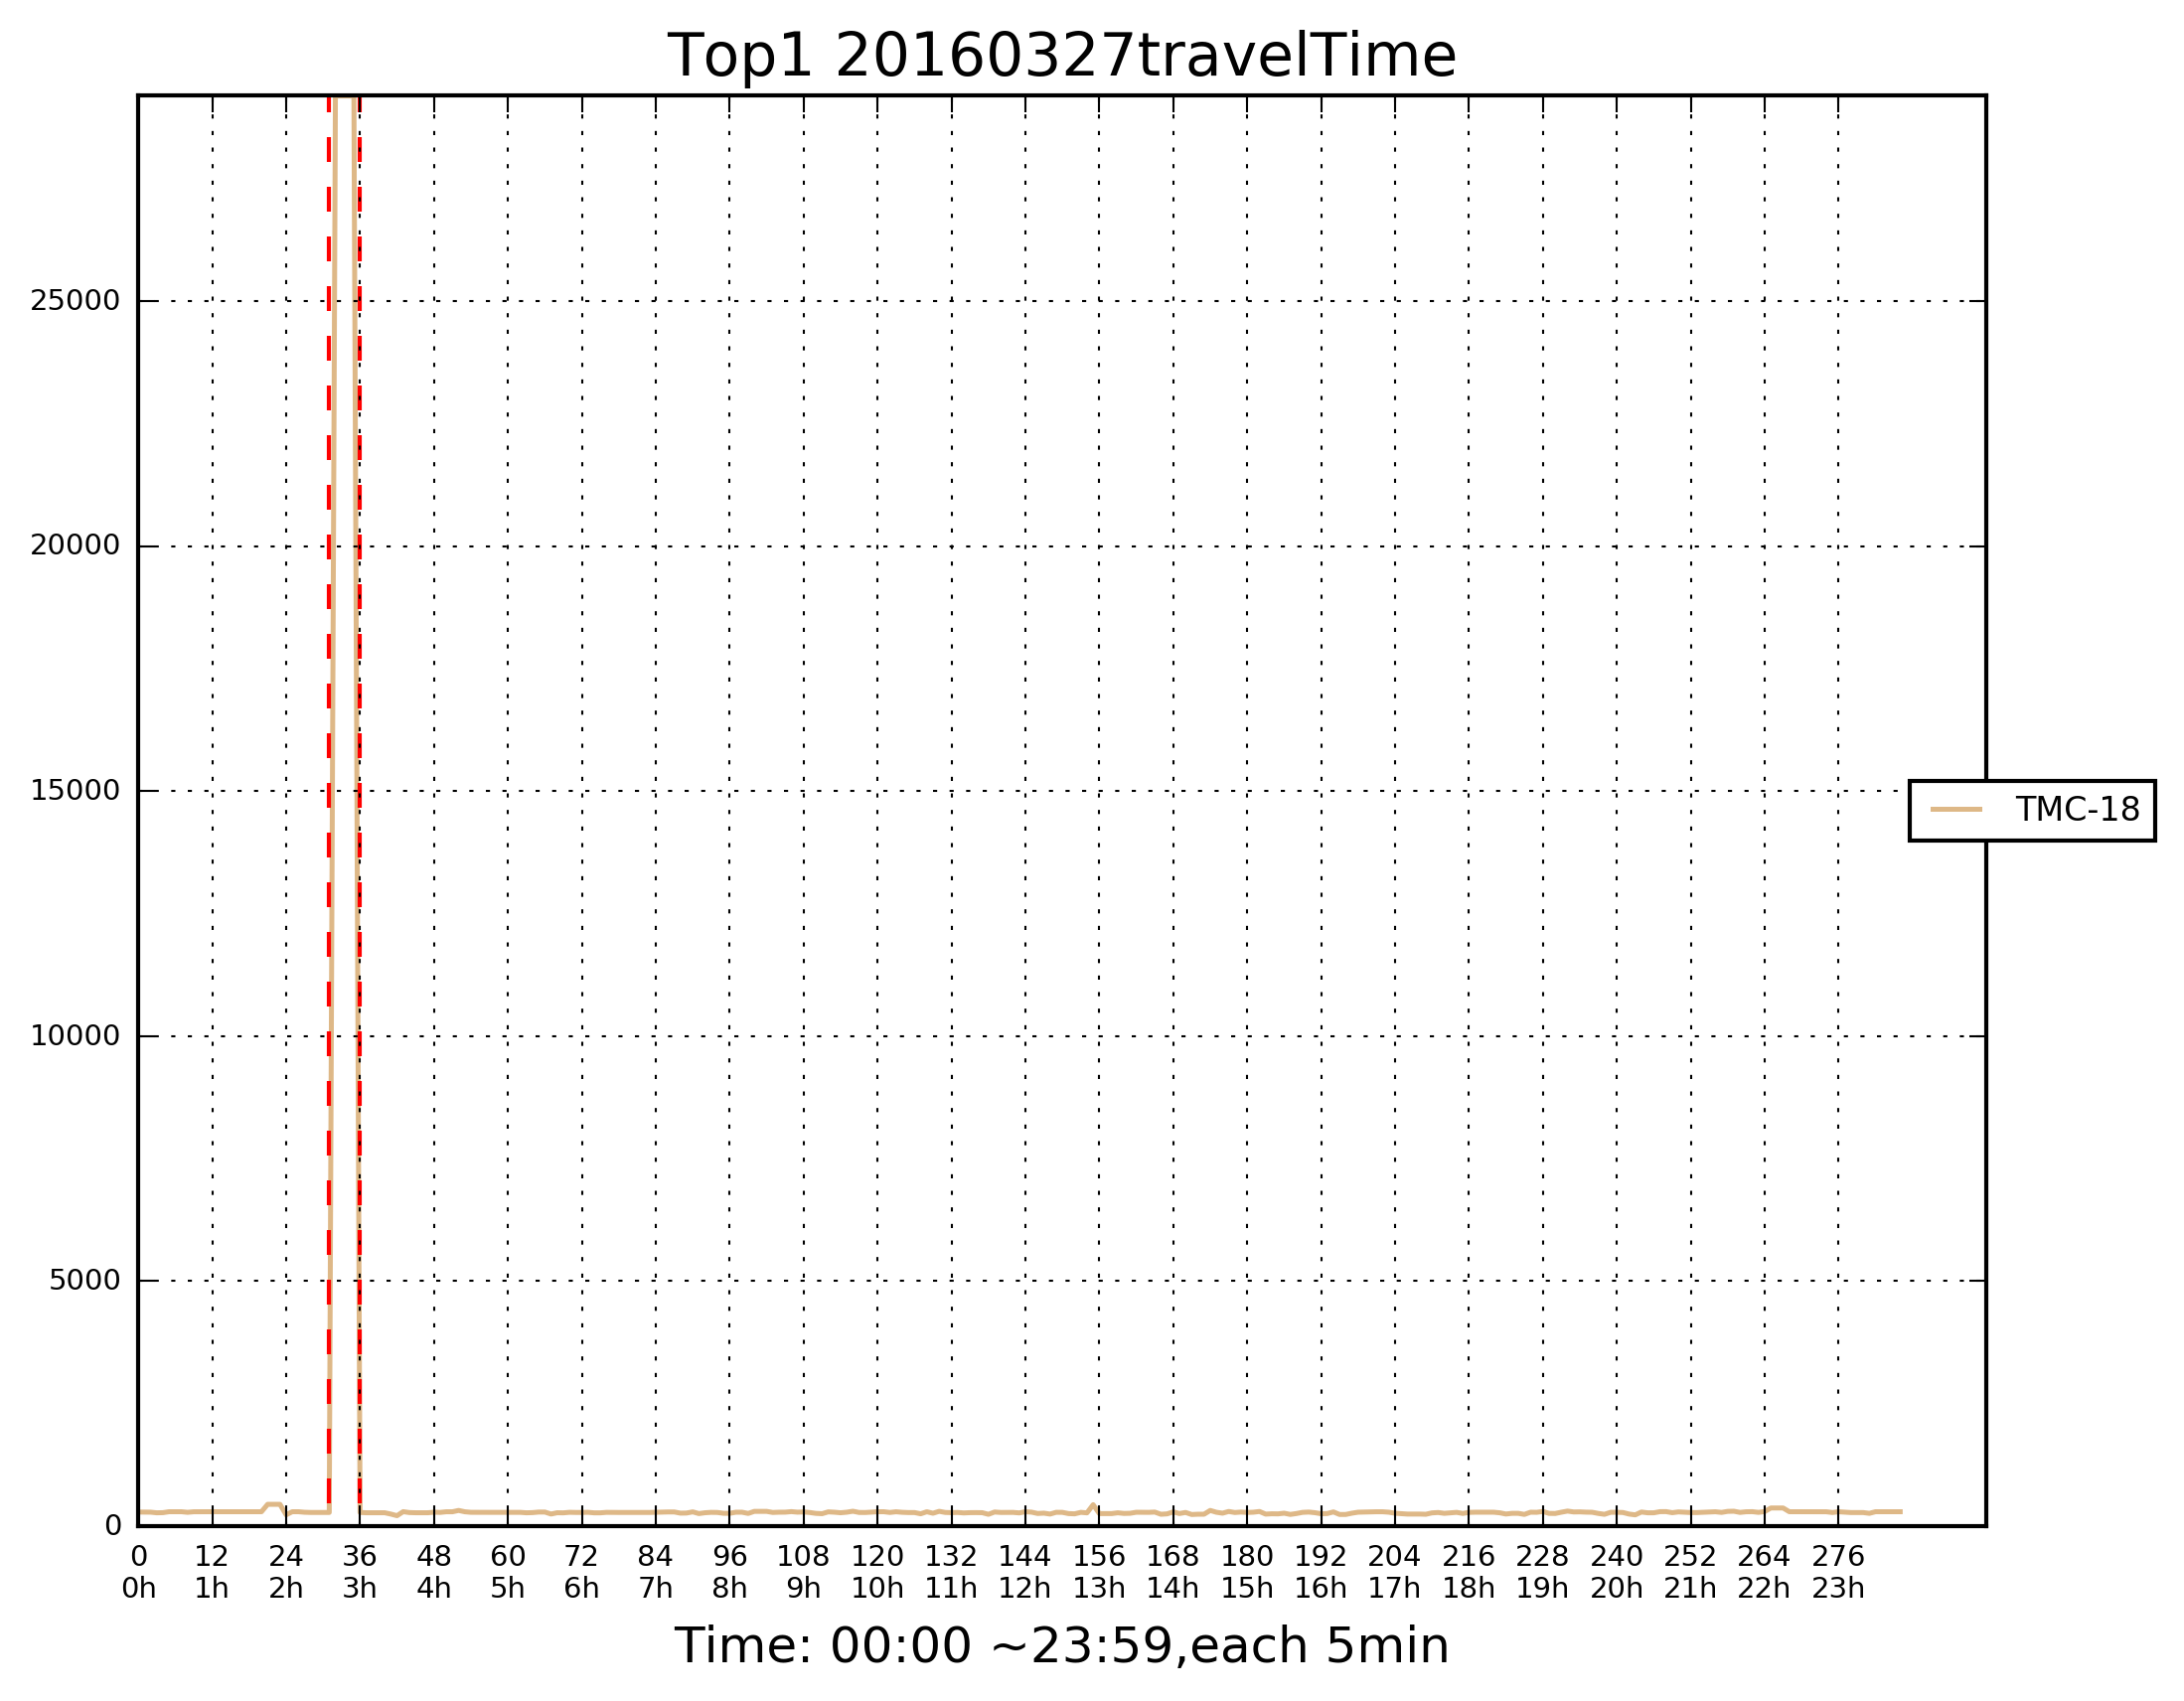 Top1 20160327travelTime
25000
20000
15000
10000
5000
0
TMC-18
0 12 24 36 48 60 72 84 96 108 120 132 144 156 168 180 192 204 216 228 240 252 264 276
0h 1h 2h 3h 4h 5h 6h 7h 8h 9h 10h 11h 12h 13h 14h 15h 16h 17h 18h 19h 20h 21h 22h 23h
Time: 00:00 ~23:59,each 5min